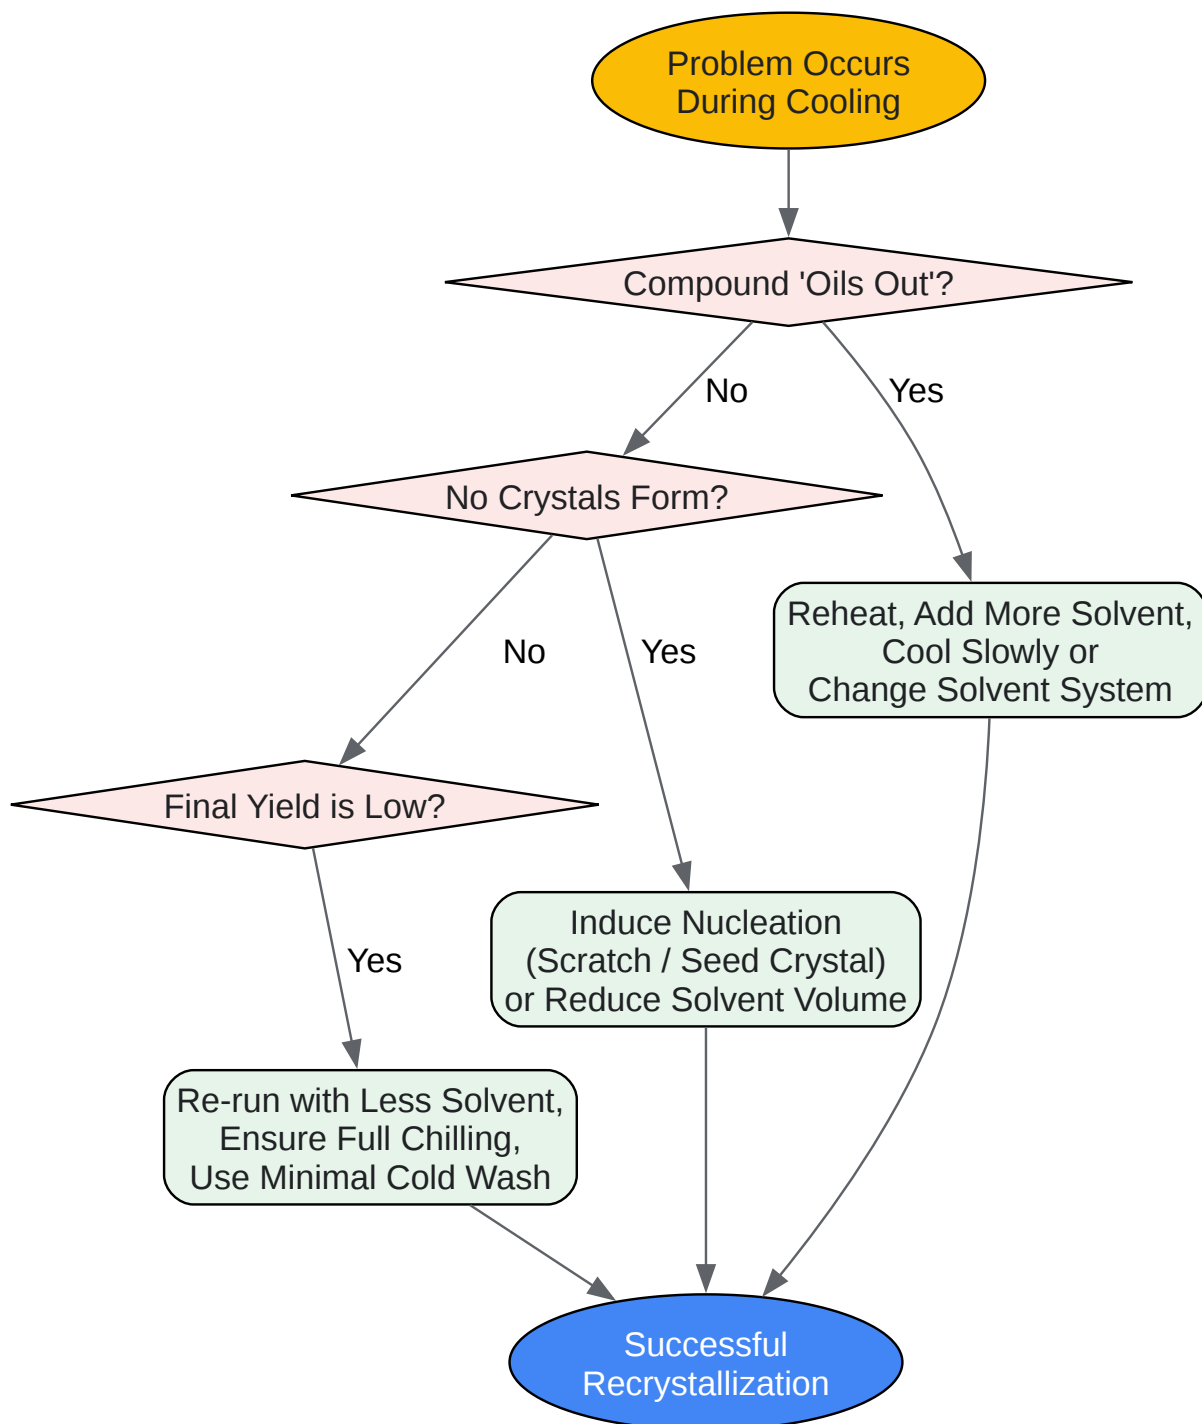 Problem Occurs
During Cooling
Compound 'Oils Out'?
No
Yes
No Crystals Form?
Reheat, Add More Solvent,
Cool Slowly or
Change Solvent System
No
Yes
Final Yield is Low?
Induce Nucleation
(Scratch / Seed Crystal)
or Reduce Solvent Volume
Yes
Re-run with Less Solvent,
Ensure Full Chilling,
Use Minimal Cold Wash
Successful
Recrystallization